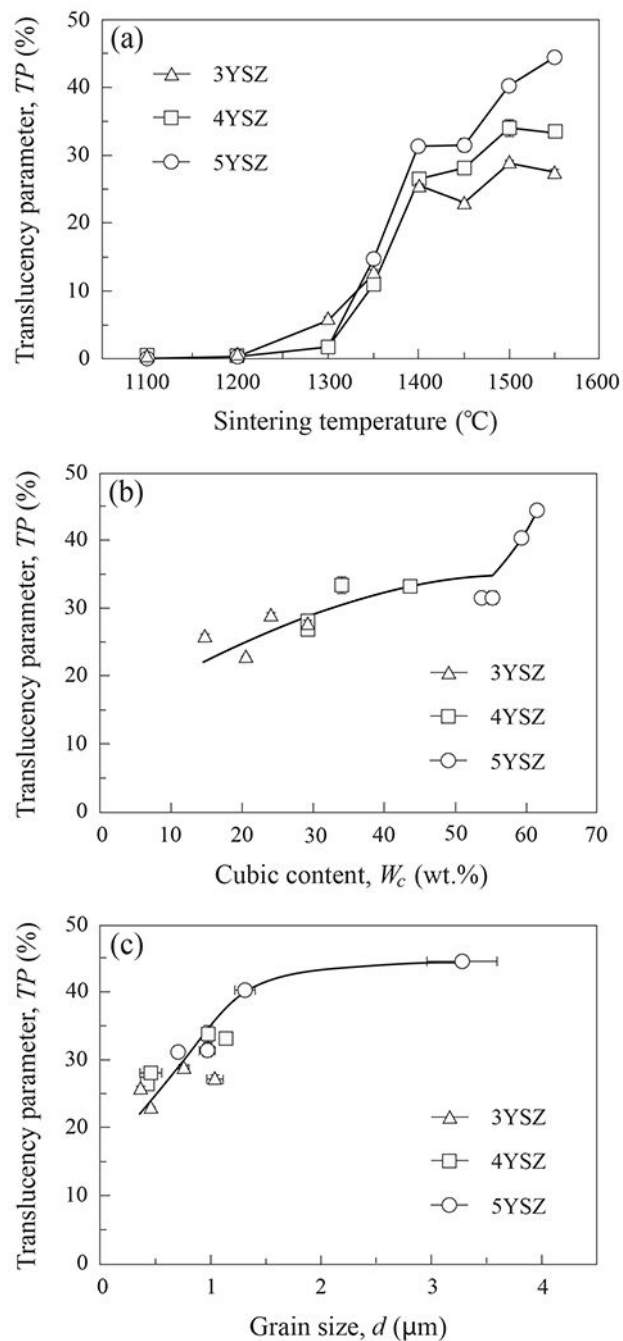 50
(a)
40
30
20
10
0
3YSZ
4YSZ
5YSZ
Translucency parameter, TP (%)
1100 1200 1300 1400 1500 1600
Sintering temperature (℃)
50
(b)
40
30
20
10
0
3YSZ
4YSZ
5YSZ
Translucency parameter, TP (%)
0 10 20 30 40 50 60 70
Cubic content, Wc (wt.%)
50
(c)
40
30
20
10
0
3YSZ
4YSZ
5YSZ
Translucency parameter, TP (%)
0 1 2 3 4
Grain size, d (μm)